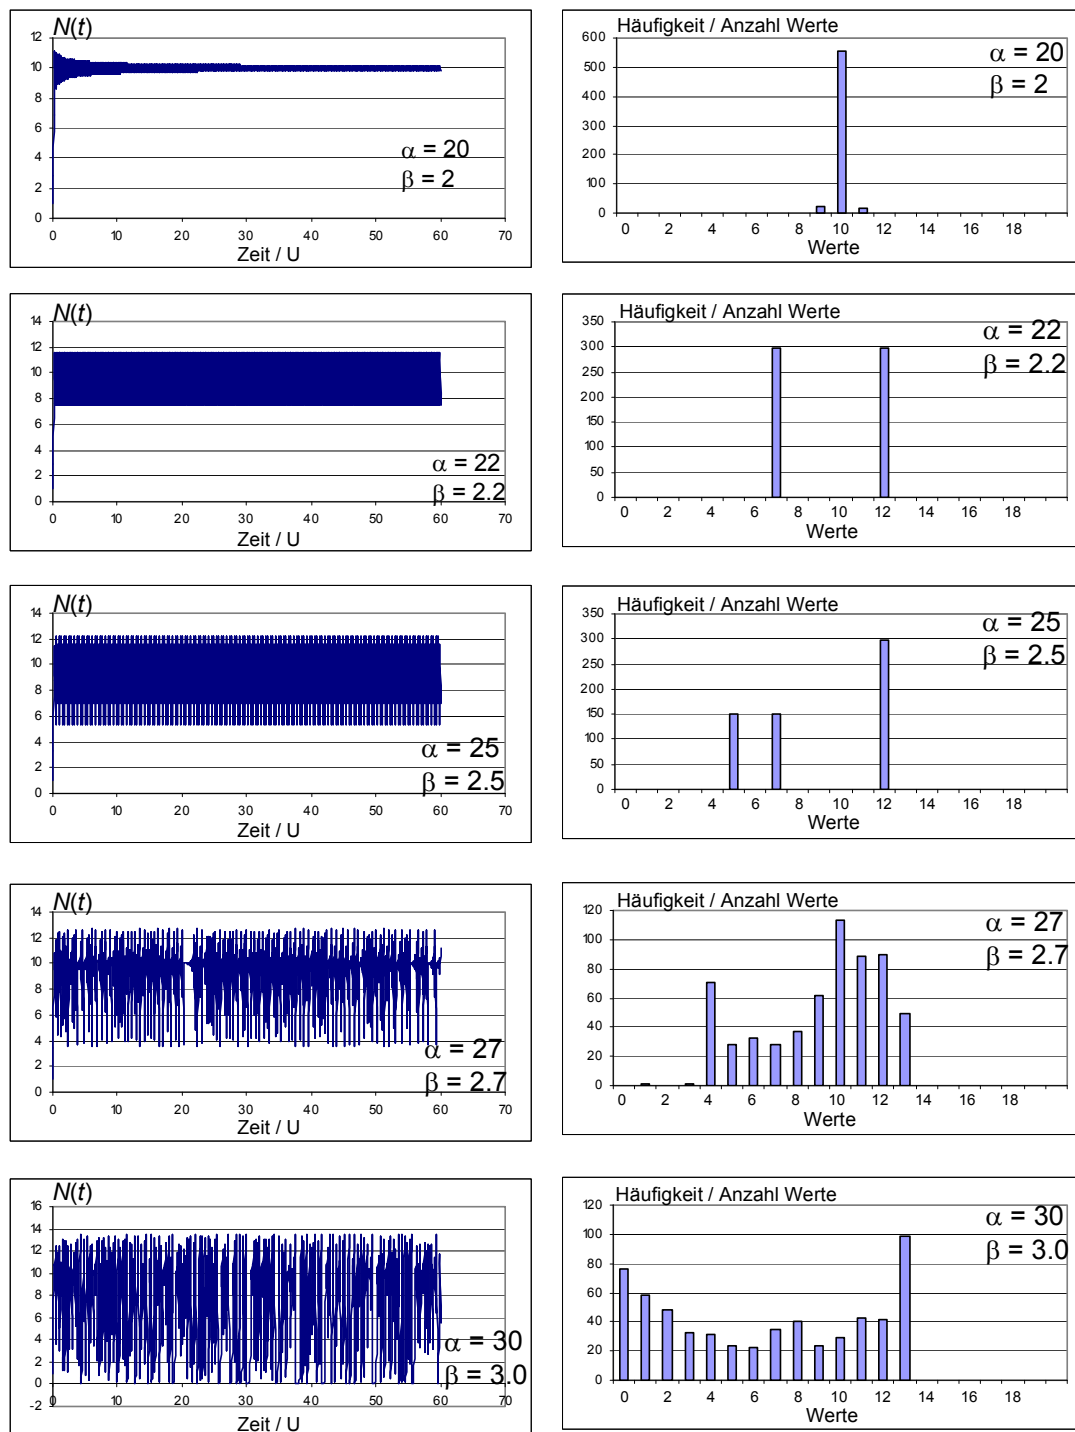 N(t)
12
10
8
6
4
2
0
0 10 20 30 40 50 60 70
Zeit / U
α = 20
β = 2
Häufigkeit / Anzahl Werte
600
500
400
300
200
100
0
0 2 4 6 8 10 12 14 16 18
Werte
α = 20
β = 2
N(t)
14
12
10
8
6
4
2
0
0 10 20 30 40 50 60 70
Zeit / U
α = 22
β = 2.2
Häufigkeit / Anzahl Werte
350
300
250
200
150
100
50
0
0 2 4 6 8 10 12 14 16 18
Werte
α = 22
β = 2.2
N(t)
14
12
10
8
6
4
2
0
0 10 20 30 40 50 60 70
Zeit / U
α = 25
β = 2.5
Häufigkeit / Anzahl Werte
350
300
250
200
150
100
50
0
0 2 4 6 8 10 12 14 16 18
Werte
α = 25
β = 2.5
N(t)
14
12
10
8
6
4
2
0
0 10 20 30 40 50 60 70
Zeit / U
α = 27
β = 2.7
Häufigkeit / Anzahl Werte
120
100
80
60
40
20
0
0 2 4 6 8 10 12 14 16 18
Werte
α = 27
β = 2.7
N(t)
16
14
12
10
8
6
4
2
0
-2
0 10 20 30 40 50 60 70
Zeit / U
α = 30
β = 3.0
Häufigkeit / Anzahl Werte
120
100
80
60
40
20
0
0 2 4 6 8 10 12 14 16 18
Werte
α = 30
β = 3.0